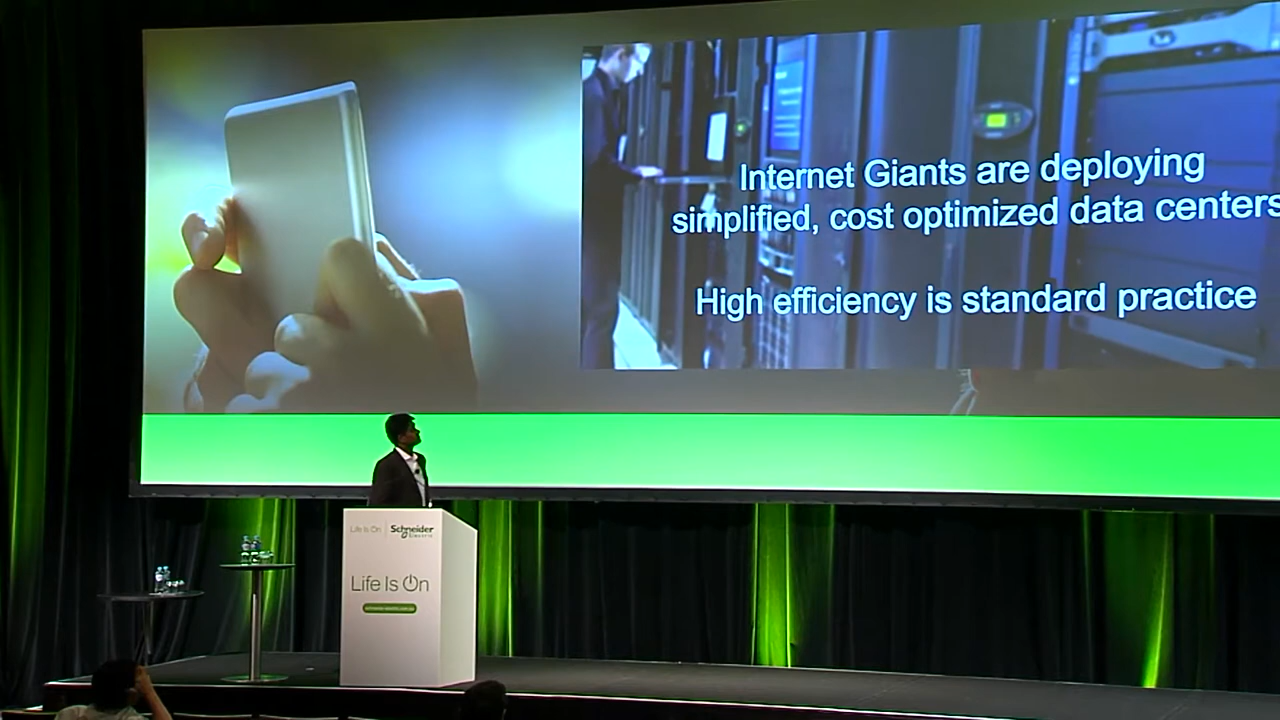 Internet Giants are deploying
simplified, cost optimized data centers
High efficiency is standard practice
Life Is On
Schneider
Electric
Life Is On